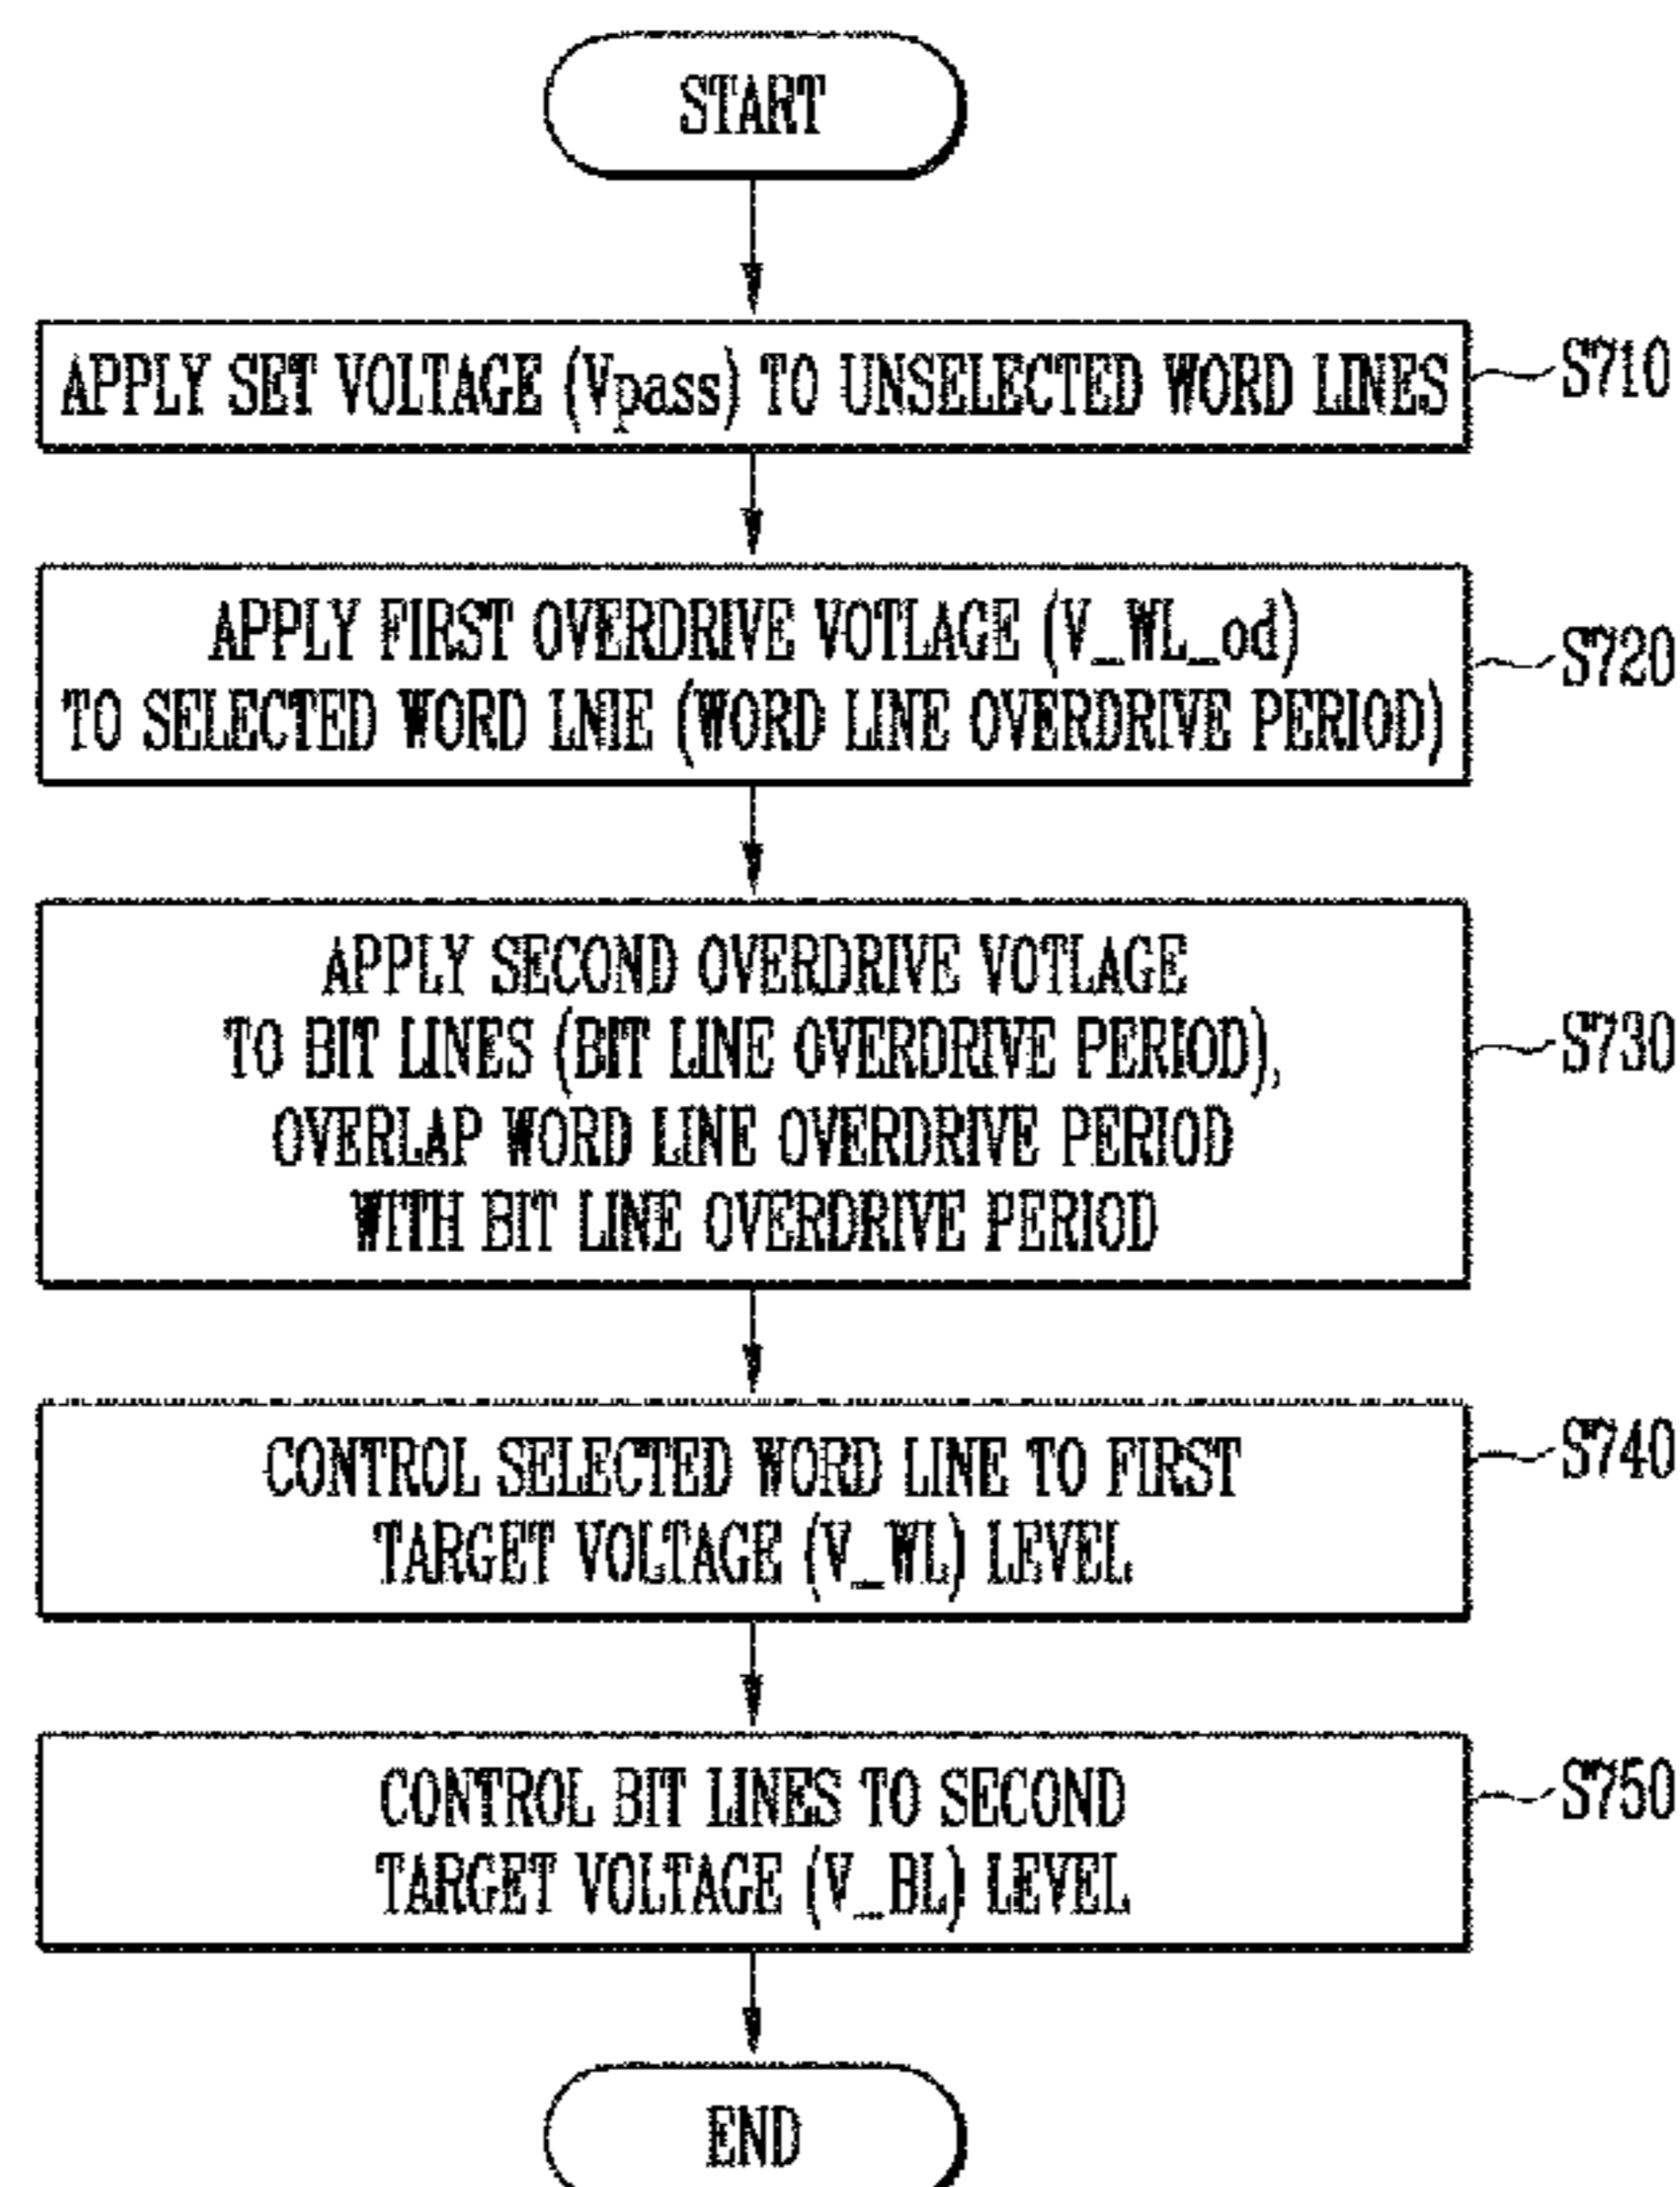 START
APPLY SET VOLTAGE (Vpass) TO UNSELECTED WORD LINES
S710
APPLY FIRST OVERDRIVE VOTLAGE (V_WL_od)
TO SELECTED WORD LNIE (WORD LINE OVERDRIVE PERIOD)
S720
APPLY SECOND OVERDRIVE VOTLAGE
TO BIT LINES (BIT LINE OVERDRIVE PERIOD),
OVERLAP WORD LINE OVERDRIVE PERIOD
WITH BIT LINE OVERDRIVE PERIOD
S730
CONTROL SELECTED WORD LINE TO FIRST
TARGET VOLTAGE (V_WL) LEVEL
S740
CONTROL BIT LINES TO SECOND
TARGET VOLTAGE (V_BL) LEVEL
S750
END